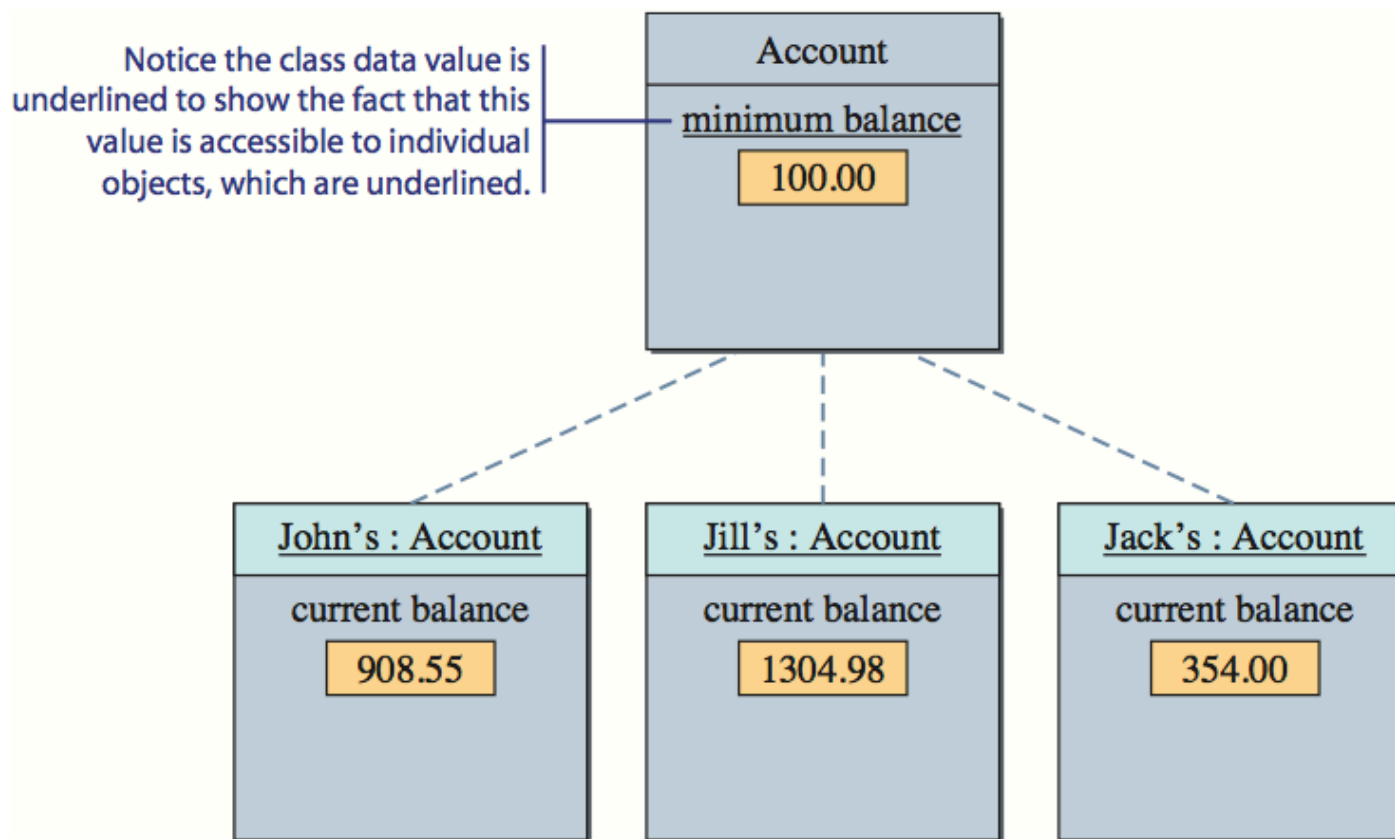 Notice the class data value is
underlined to show the fact that this
value is accessible to individual
objects, which are underlined.
Account
minimum balance
100.00
John’s : Account
current balance
908.55
Jill’s : Account
current balance
1304.98
Jack’s : Account
current balance
354.00